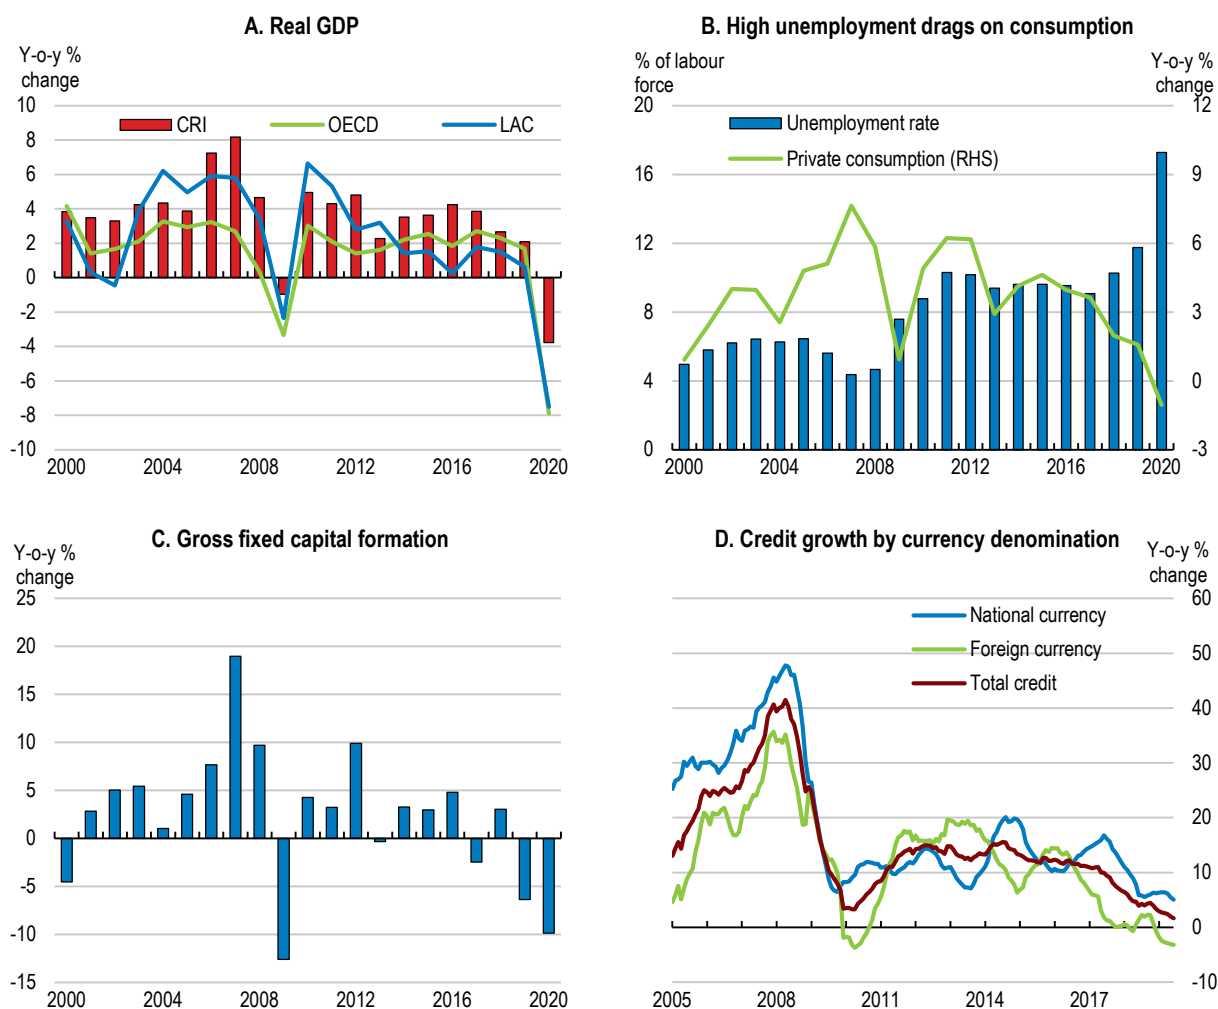 A. Real GDP
Y-o-y %
change
10
8
6
4
2
0
-2
-4
-6
-8
-10
CRI
OECD
LAC
2000
2004
2008
2012
2016
2020
B. High unemployment drags on consumption
% of labour
force
Y-o-y %
change
20
16
12
8
4
0
12
9
6
3
0
-3
Unemployment rate
Private consumption (RHS)
2000
2004
2008
2012
2016
2020
C. Gross fixed capital formation
Y-o-y %
change
25
20
15
10
5
0
-5
-10
-15
2000
2004
2008
2012
2016
2020
D. Credit growth by currency denomination
Y-o-y %
change
60
50
40
30
20
10
0
-10
National currency
Foreign currency
Total credit
2005
2008
2011
2014
2017